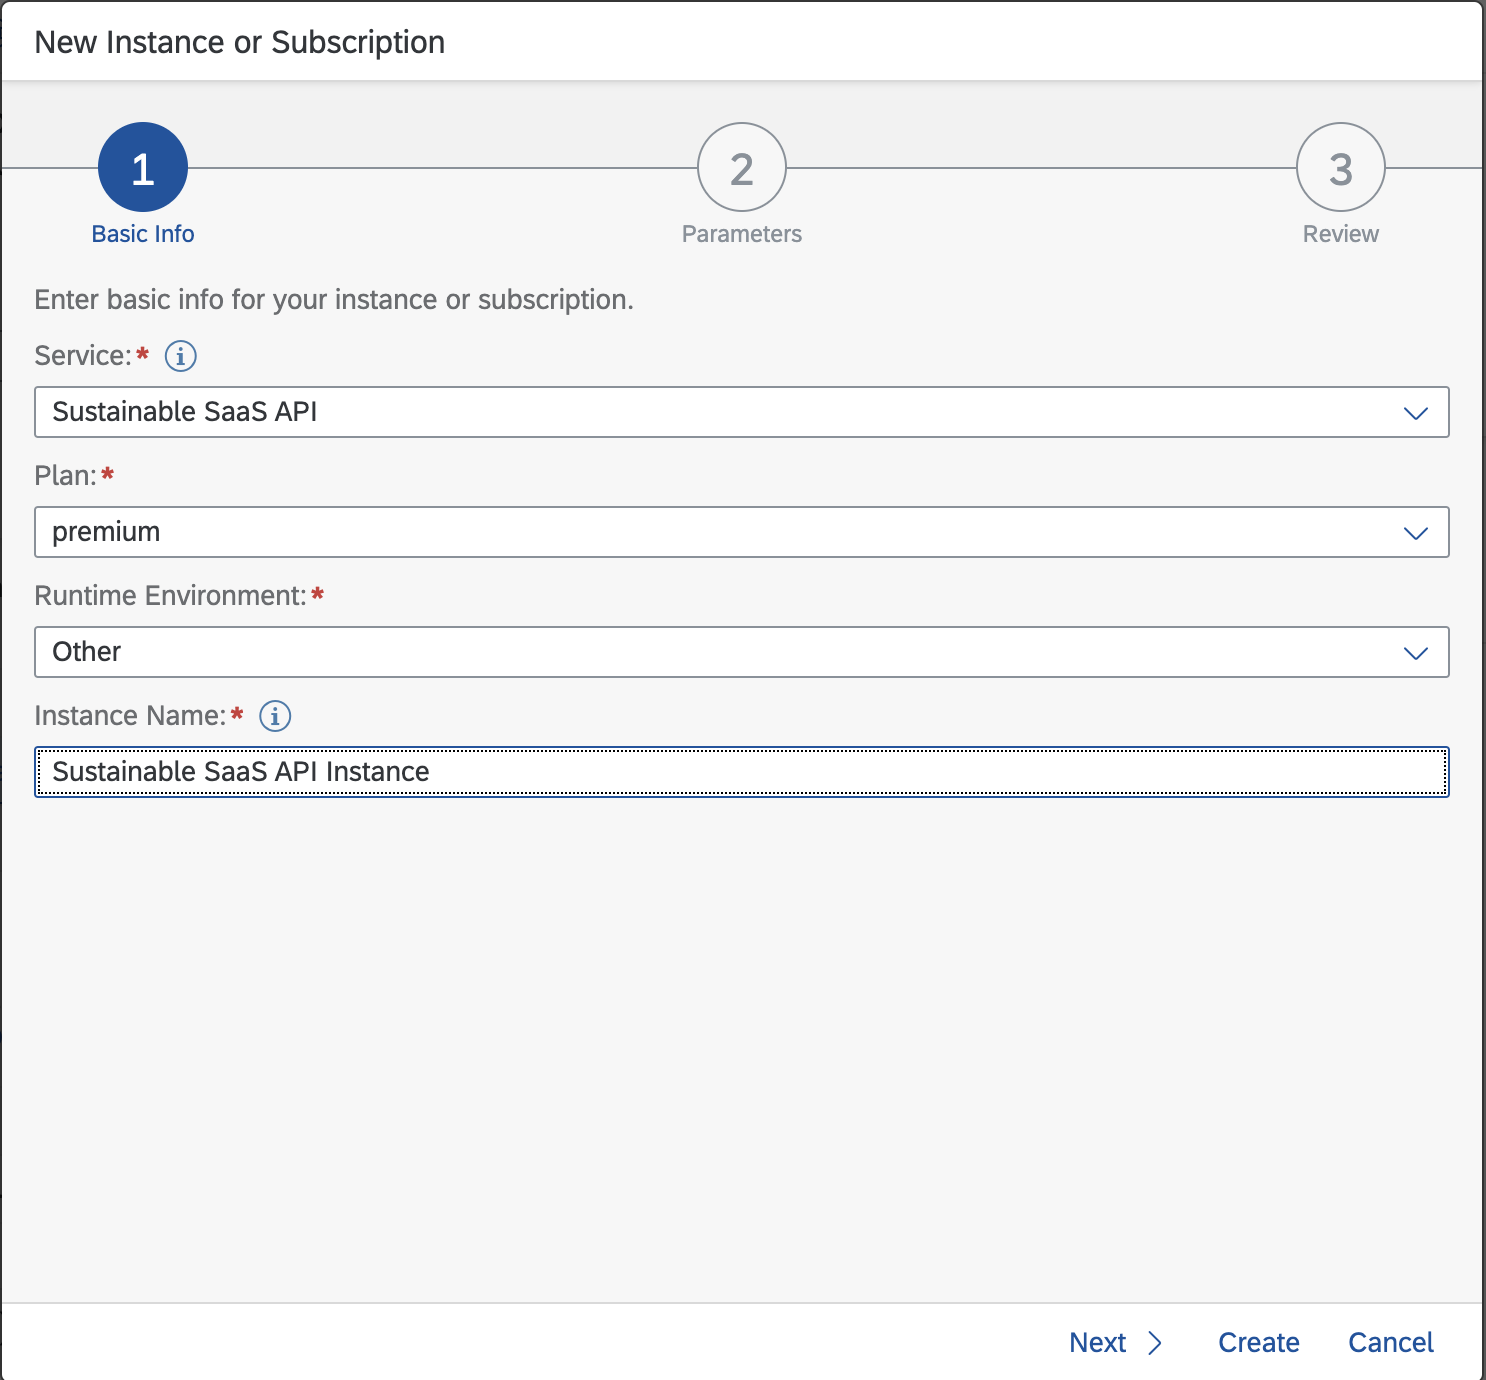 New Instance or Subscription
1
2
3
Basic Info
Parameters
Review
Enter basic info for your instance or subscription.
Service:*
Sustainable SaaS API
Plan:*
premium
Runtime Environment:*
Other
Instance Name:*
Sustainable SaaS API Instance
Next
Create
Cancel